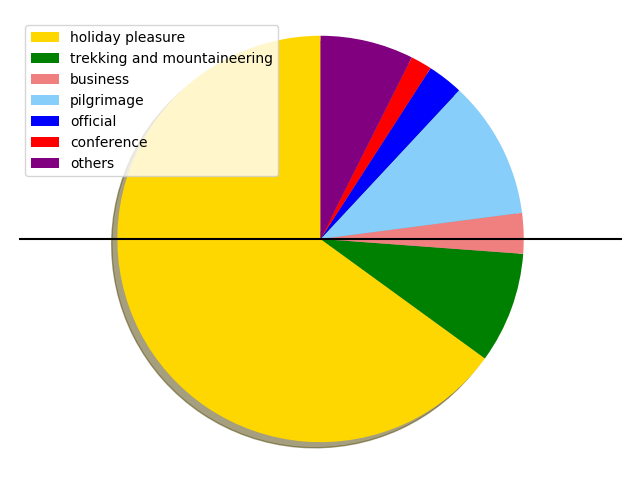 holiday pleasure
trekking and mountaineering
business
pilgrimage
official
conference
others